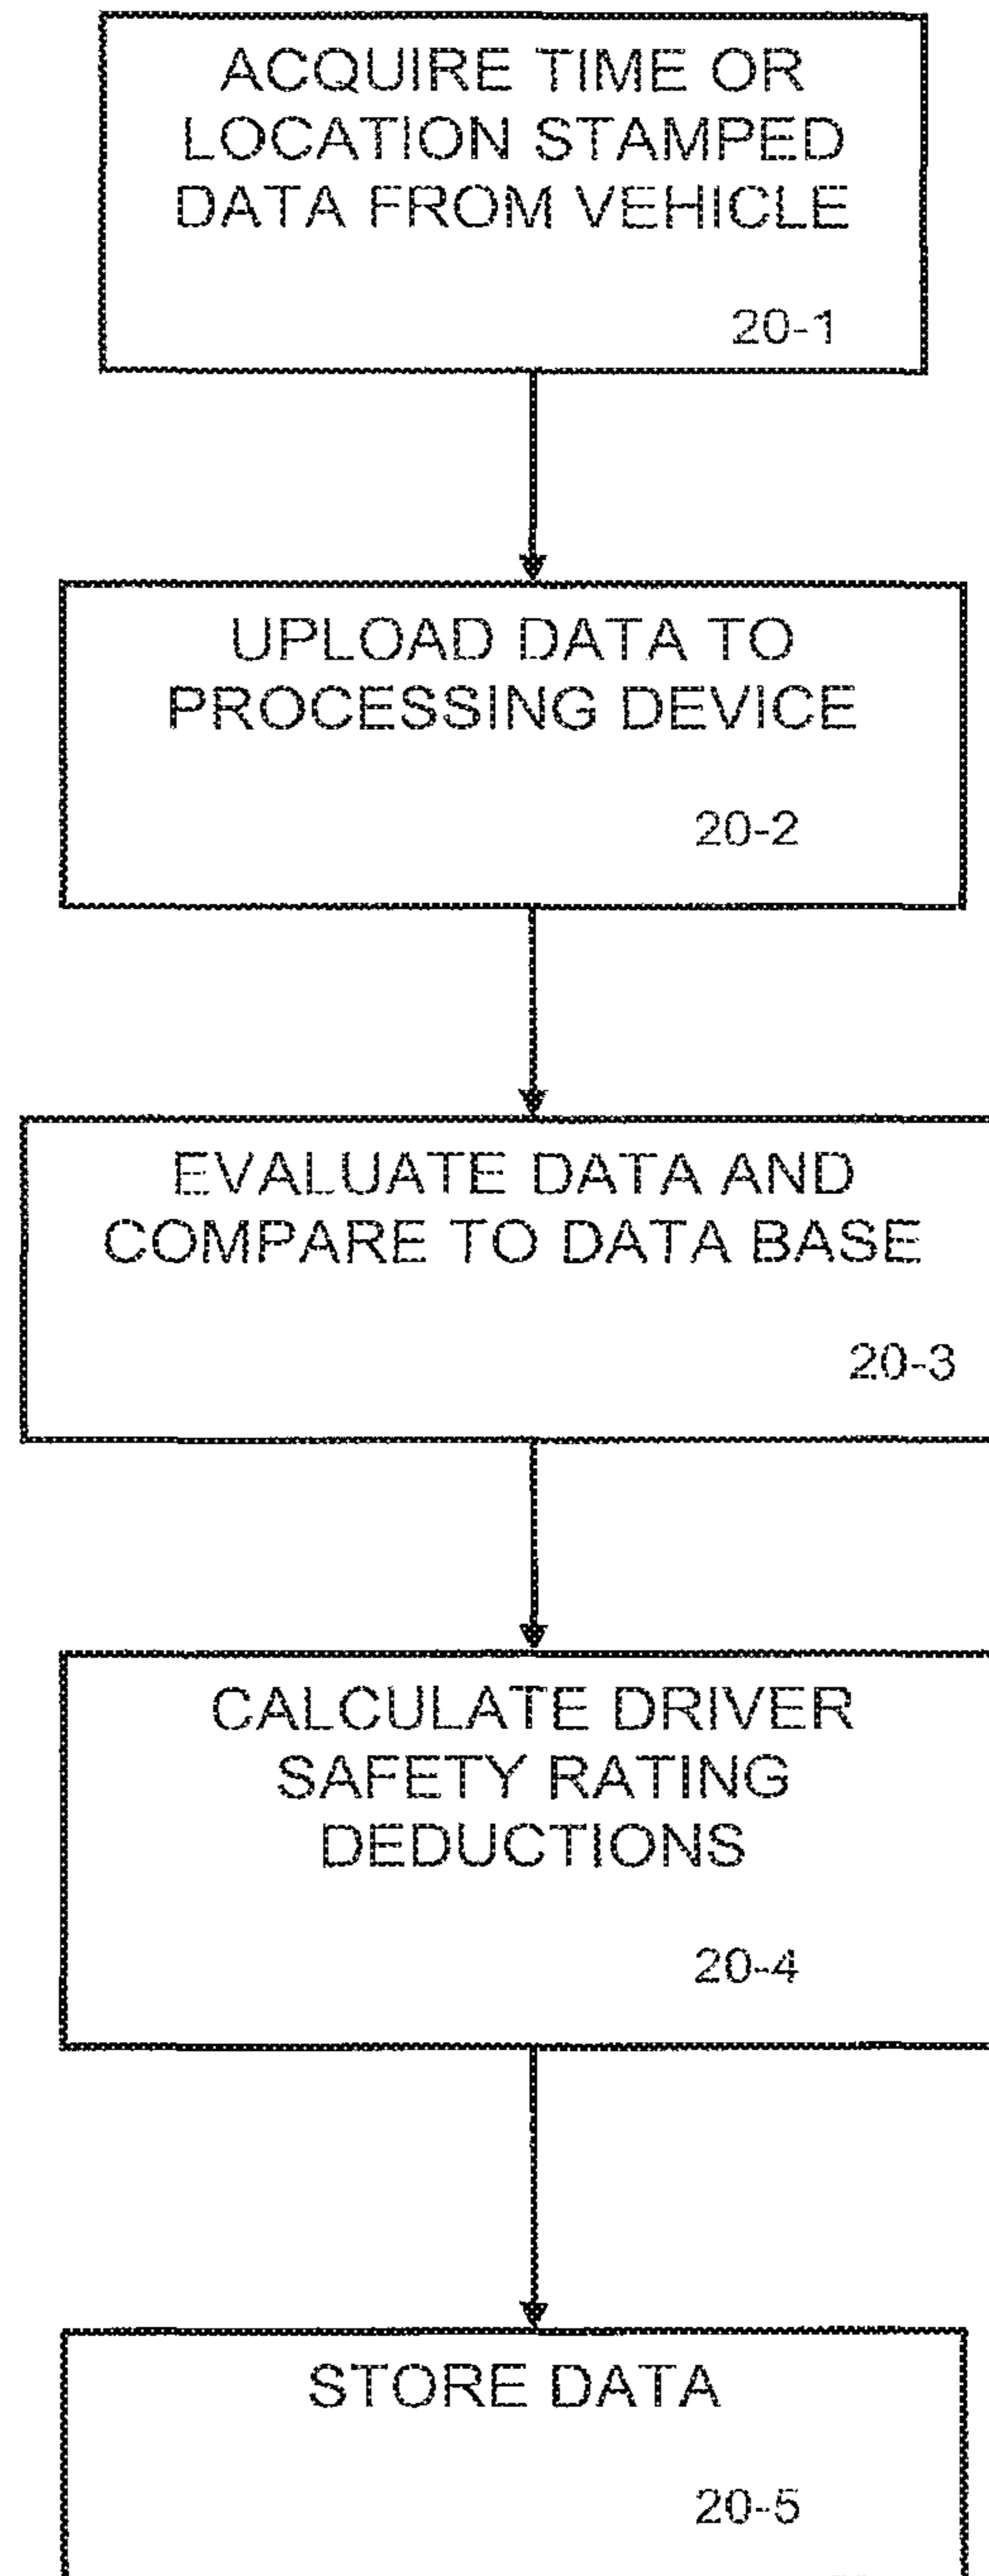 ACQUIRE TIME OR
LOCATION STAMPED
DATA FROM VEHICLE
20-1
UPLOAD DATA TO
PROCESSING DEVICE
20-2
EVALUATE DATA AND
COMPARE TO DATA BASE
20-3
CALCULATE DRIVER
SAFETY RATING
DEDUCTIONS
20-4
STORE DATA
20-5